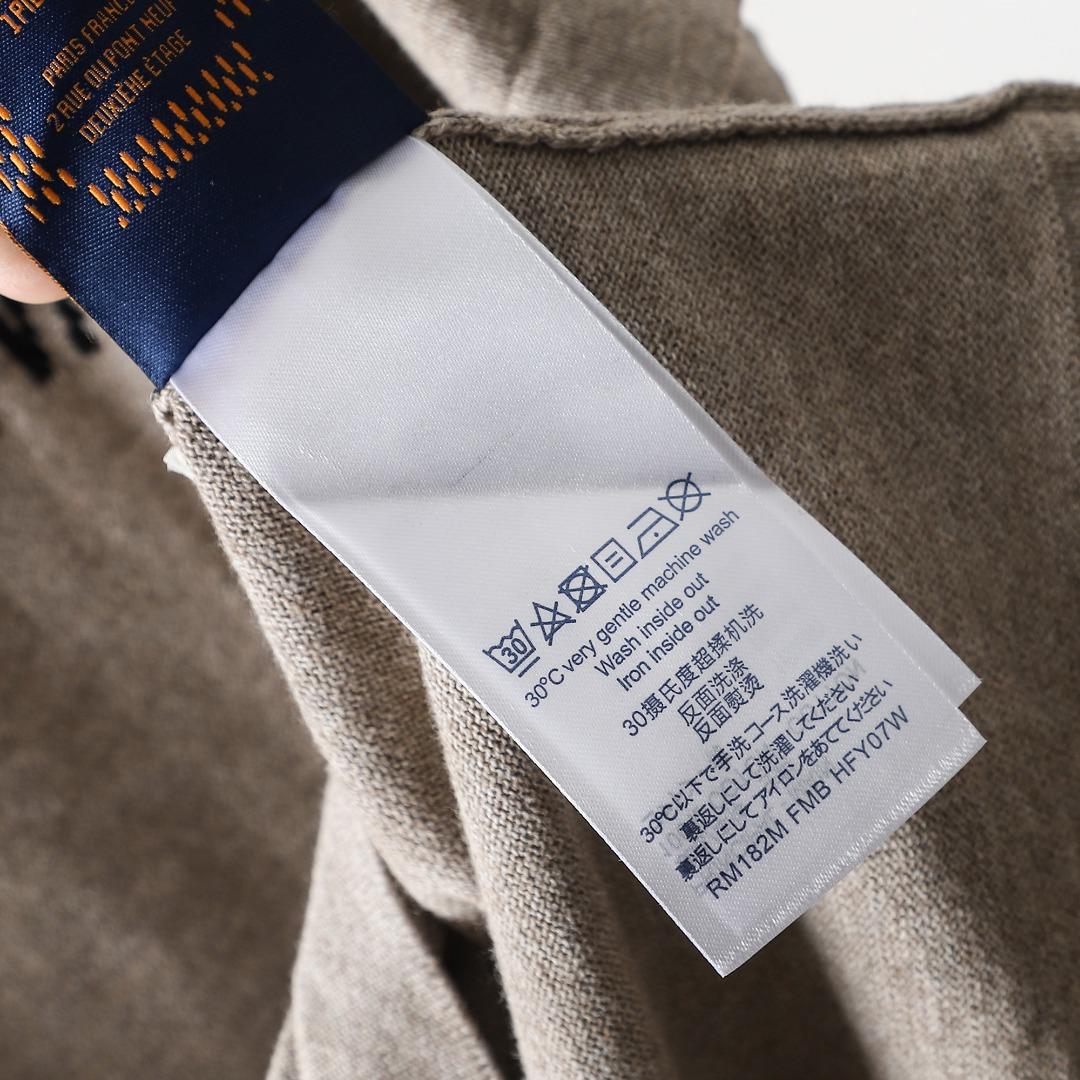 PARIS FRANCE
2 RUE DU PONT NEUF
DEUXIÈME ÉTAGE
30
30°C very gentle machine wash
Wash inside out
Iron inside out
30摄氏度超揉机洗
反面洗涤
反面熨烫
30℃以下で手洗コース洗濯機洗い
裏返しにして洗濯してください
裏返しにしてアイロンをあててください
RM182M FMB HFY07W